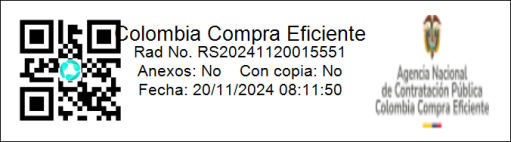 Colombia Compra Eficiente
Rad No. RS20241120015551
Anexos: No Con copia: No
Fecha: 20/11/2024 08:11:50
Agencia Nacional
de Contratación Pública
Colombia Compra Eficiente